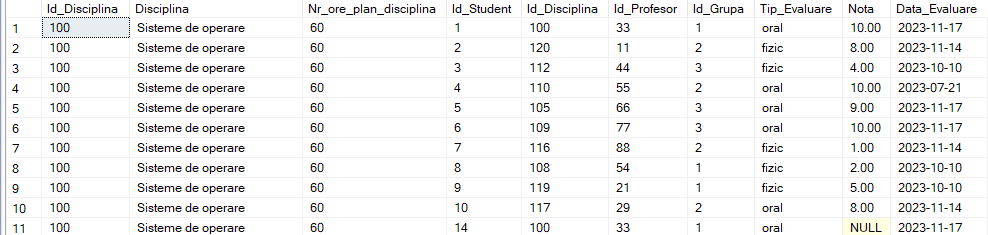 Id_Disciplina Disciplina Nr_ore_plan_disciplina Id_Student Id_Disciplina Id_Profesor Id_Grupa Tip_Evaluare Nota Data_Evaluare
1 100 Sisteme de operare 60 1 100 33 1 oral 10.00 2023-11-17
2 100 Sisteme de operare 60 2 120 11 2 fizic 8.00 2023-11-14
3 100 Sisteme de operare 60 3 112 44 3 fizic 4.00 2023-10-10
4 100 Sisteme de operare 60 4 110 55 2 oral 10.00 2023-07-21
5 100 Sisteme de operare 60 5 105 66 3 oral 9.00 2023-11-17
6 100 Sisteme de operare 60 6 109 77 3 oral 10.00 2023-11-17
7 100 Sisteme de operare 60 7 116 88 2 fizic 1.00 2023-11-14
8 100 Sisteme de operare 60 8 108 54 1 fizic 2.00 2023-10-10
9 100 Sisteme de operare 60 9 119 21 1 fizic 5.00 2023-10-10
10 100 Sisteme de operare 60 10 117 29 2 oral 8.00 2023-11-14
11 100 Sisteme de operare 60 14 100 33 1 oral NULL 2023-11-17